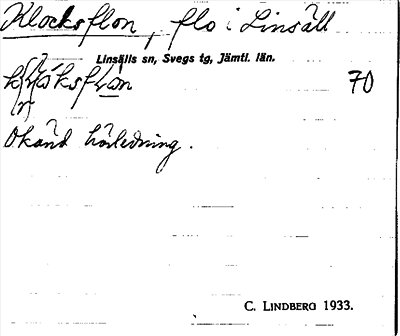 Klocksflon, flo i Linsäll
Linsälls sn, Svegs tg, Jämtl. län.
70
Okänd härledning.
C. LINDBERG 1933.